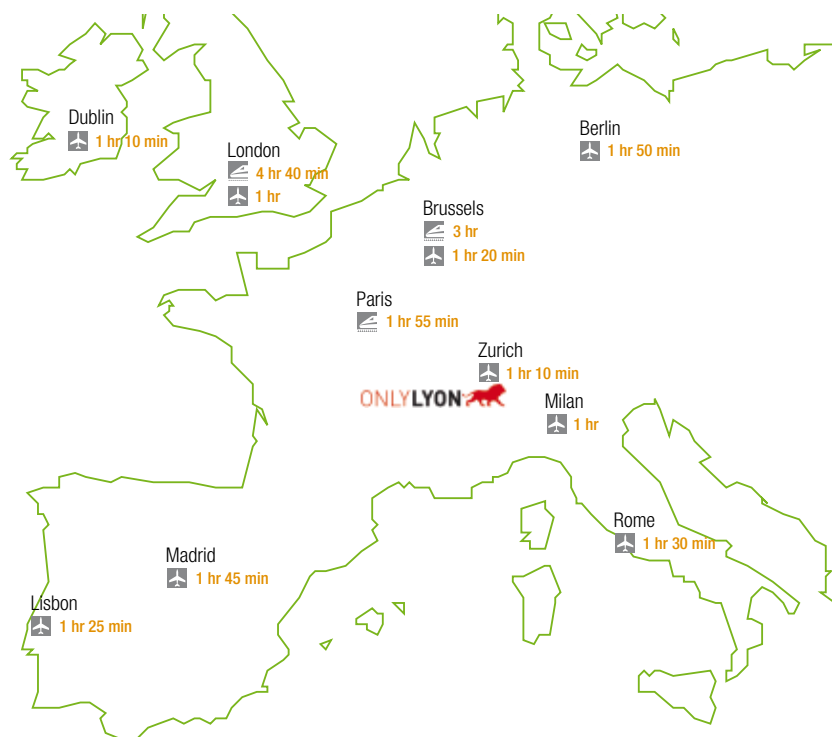 Dublin
1 hr 10 min
London
4 hr 40 min
1 hr
Berlin
1 hr 50 min
Brussels
3 hr
1 hr 20 min
Paris
1 hr 55 min
Zurich
1 hr 10 min
ONLYLYON
Milan
1 hr
Rome
1 hr 30 min
Madrid
1 hr 45 min
Lisbon
1 hr 25 min